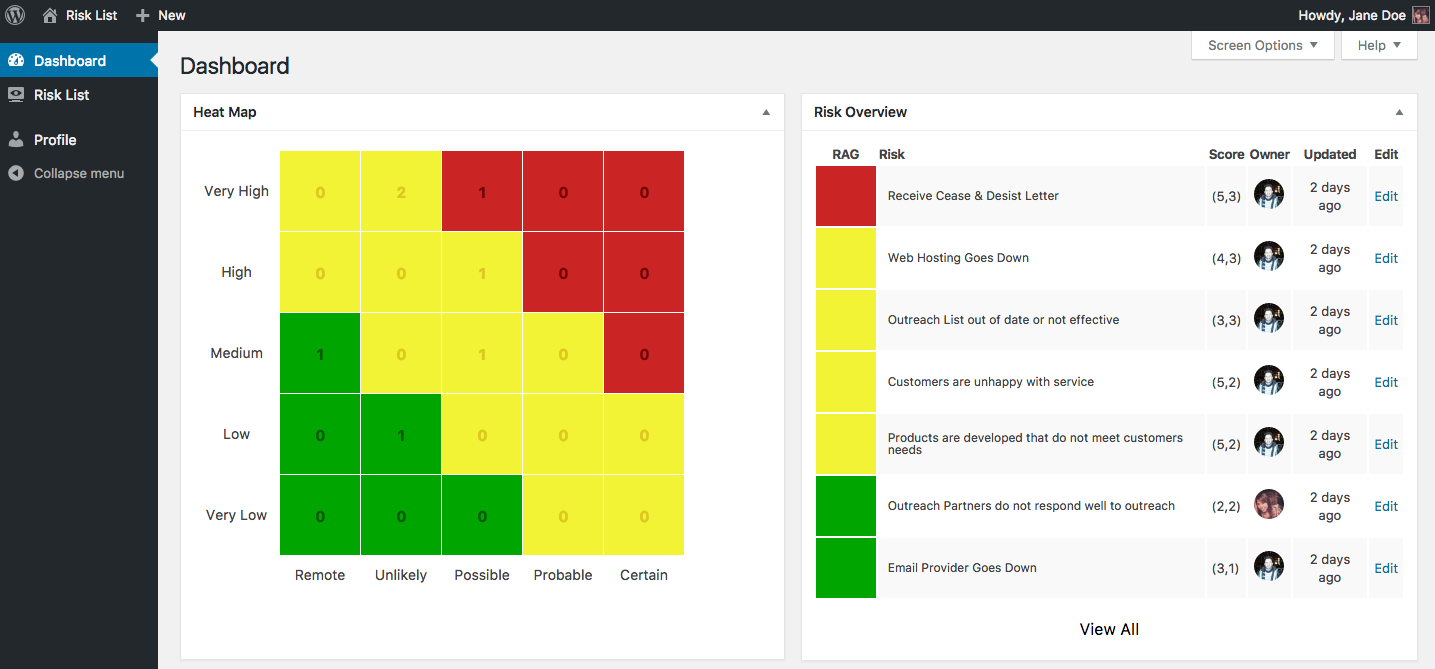 Risk List
New
Howdy, Jane Doe
Dashboard
Risk List
Profile
Collapse menu
Screen Options
Help
Dashboard
Heat Map
Very High 0 2 1 0 0
High 0 0 1 0 0
Medium 1 0 1 0 0
Low 0 1 0 0 0
Very Low 0 0 0 0 0
Remote Unlikely Possible Probable Certain
Risk Overview
RAG Risk Score Owner Updated Edit
Receive Cease & Desist Letter (5,3) 2 days
ago Edit
Web Hosting Goes Down (4,3) 2 days
ago Edit
Outreach List out of date or not effective (3,3) 2 days
ago Edit
Customers are unhappy with service (5,2) 2 days
ago Edit
Products are developed that do not meet customers
needs (5,2) 2 days
ago Edit
Outreach Partners do not respond well to outreach (2,2) 2 days
ago Edit
Email Provider Goes Down (3,1) 2 days
ago Edit
View All